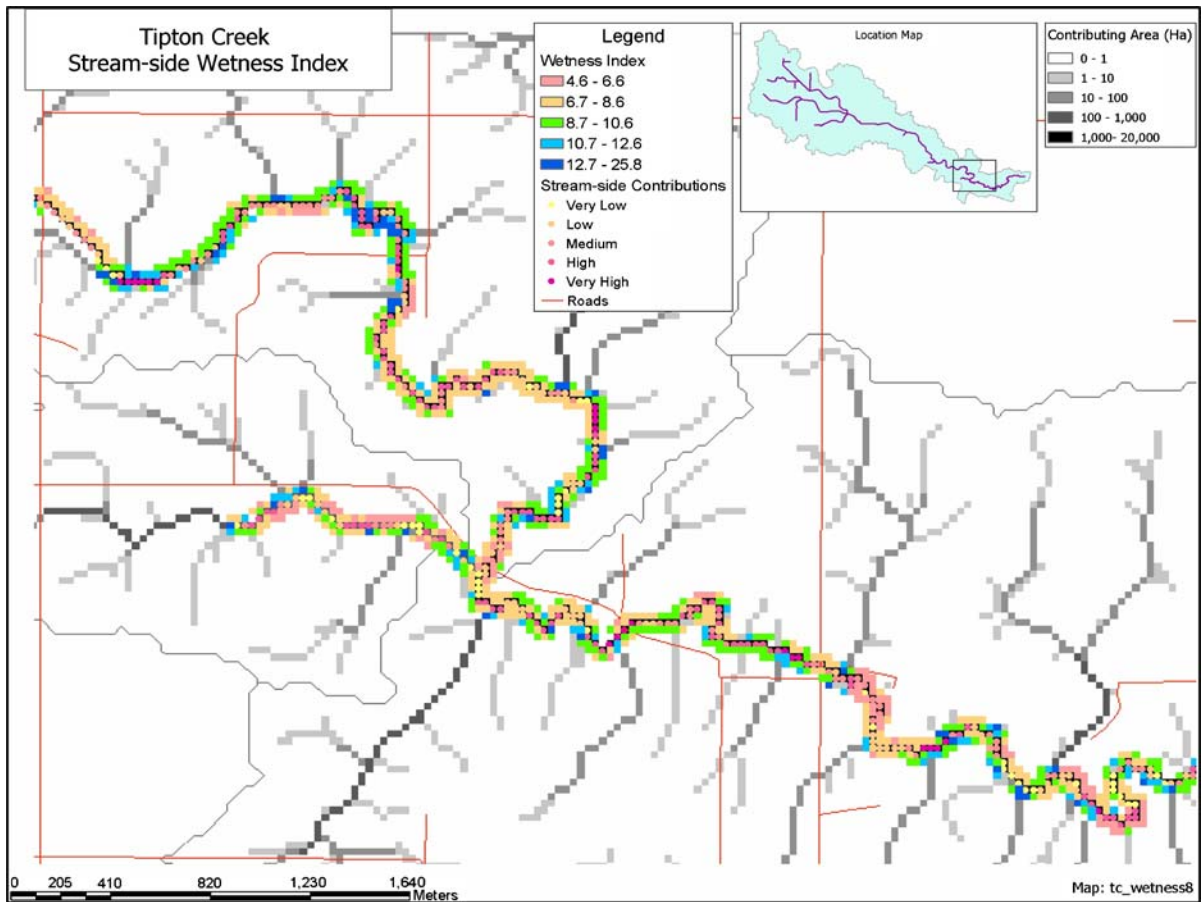 Tipton Creek
Stream-side Wetness Index
Legend
Wetness Index
4.6 - 6.6
6.7 - 8.6
8.7 - 10.6
10.7 - 12.6
12.7 - 25.8
Stream-side Contributions
Very Low
Low
Medium
High
Very High
Roads
Location Map
Contributing Area (Ha)
0 - 1
1 - 10
10 - 100
100 - 1,000
1,000- 20,000
0 205 410 820 1,230 1,640
Meters
Map: tc_wetness8